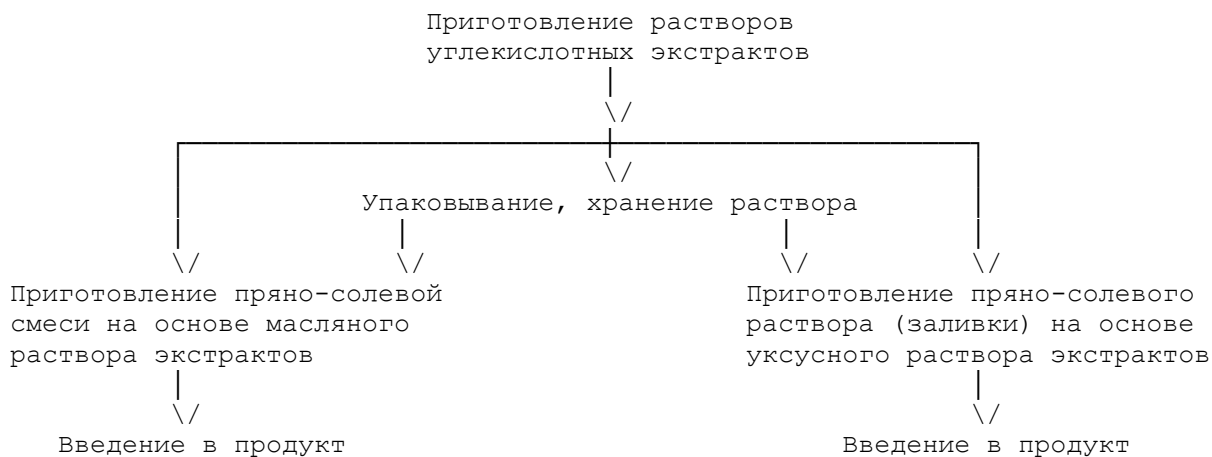 Приготовление растворов
углекислотных экстрактов
Упаковывание, хранение раствора
Приготовление пряно-солевой
смеси на основе масляного
раствора экстрактов
Приготовление пряно-солевого
раствора (заливки) на основе
уксусного раствора экстрактов
Введение в продукт
Введение в продукт